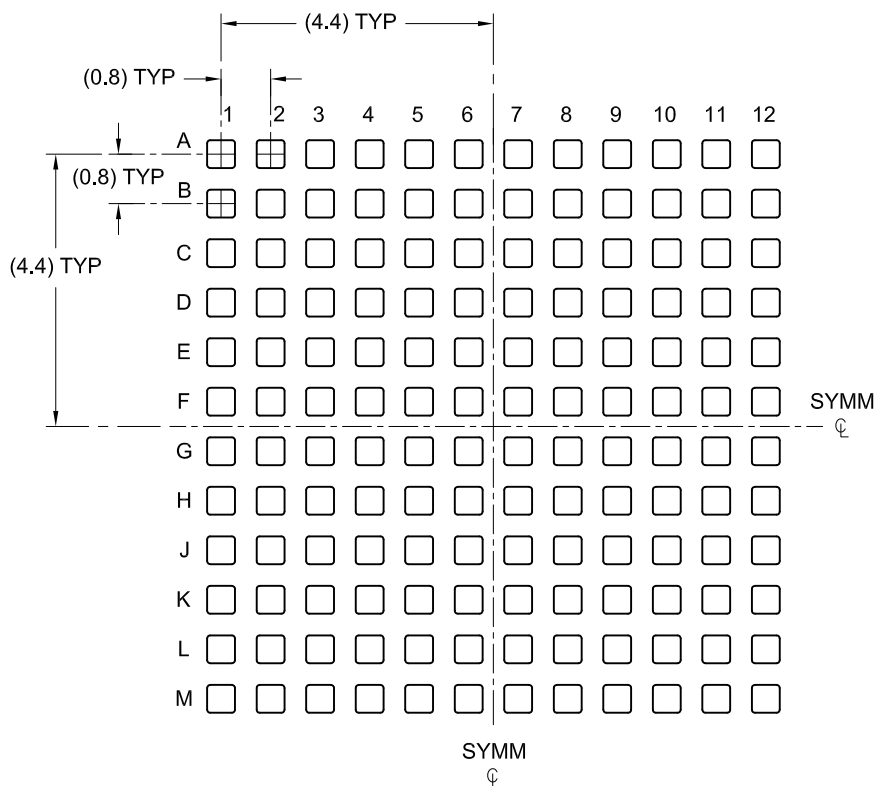 (4.4) TYP
(0.8) TYP
1 2 3 4 5 6 7 8 9 10 11 12
A
(0.8) TYP
B
C
(4.4) TYP
D
E
F
SYMM
℄
G
H
J
K
L
M
SYMM
℄